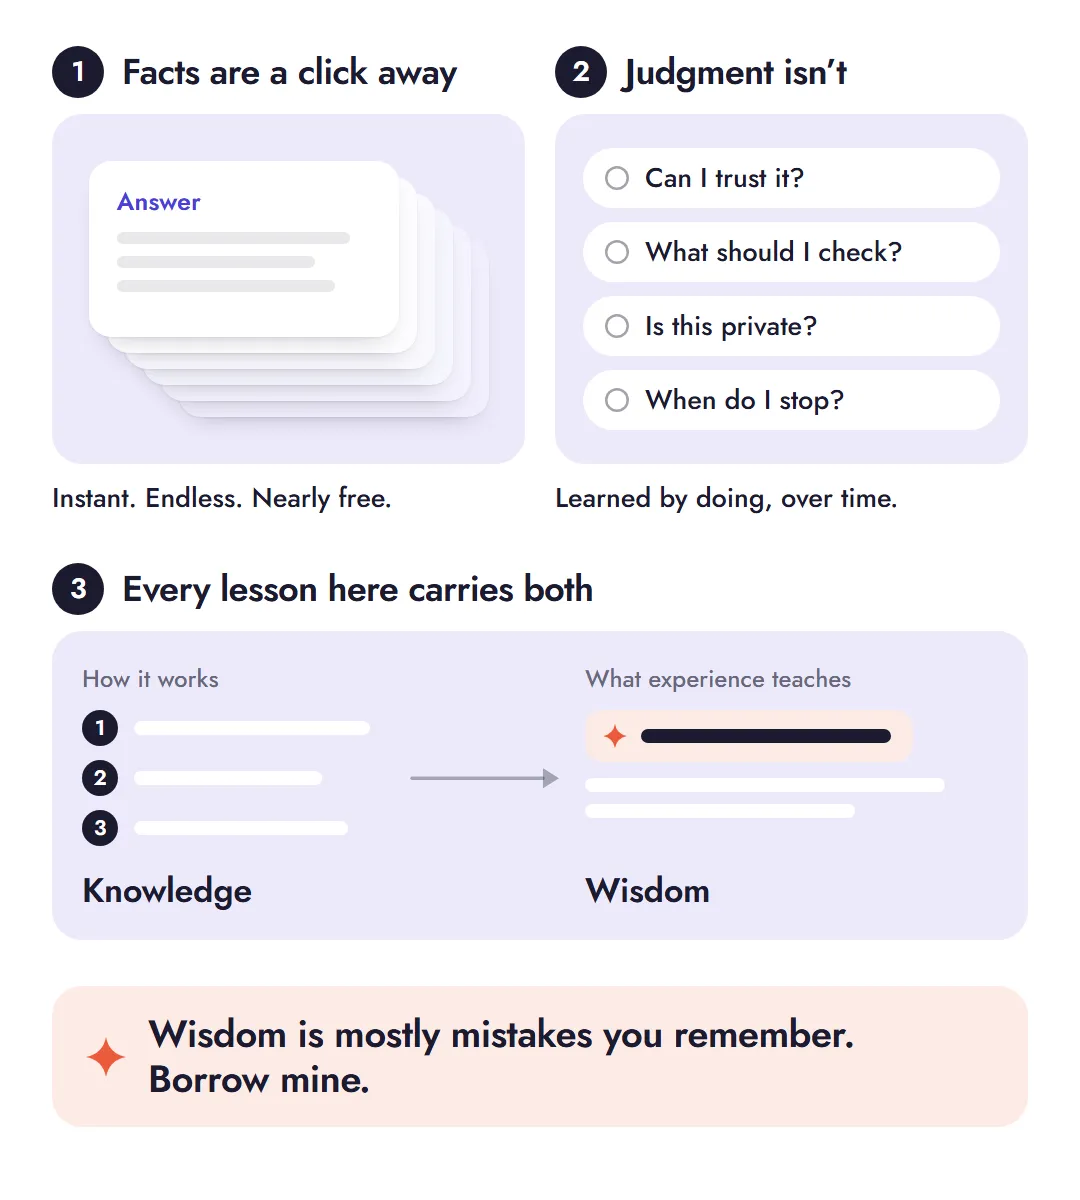 1 Facts are a click away
Answer
Instant. Endless. Nearly free.
2 Judgment isn’t
Can I trust it?
What should I check?
Is this private?
When do I stop?
Learned by doing, over time.
3 Every lesson here carries both
How it works
1
2
3
Knowledge
What experience teaches
Wisdom
Wisdom is mostly mistakes you remember.
Borrow mine.